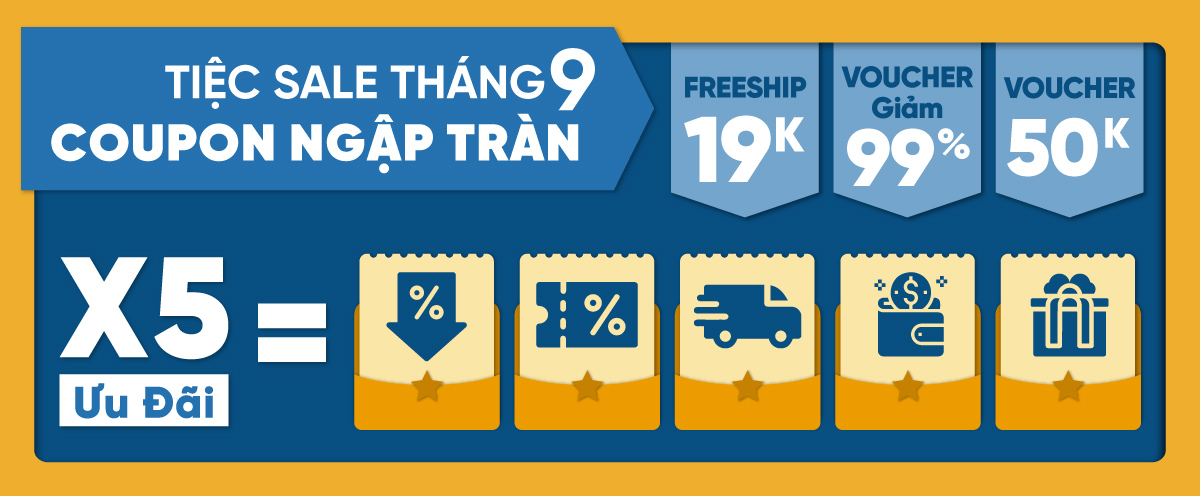 TIỆC SALE THÁNG 9
COUPON NGẬP TRÀN
FREESHIP
19K
VOUCHER
Giảm
99%
VOUCHER
50K
X5
Ưu Đãi
=
%
%
$